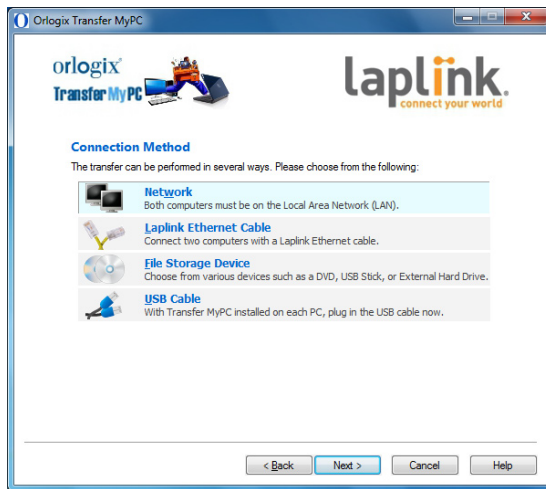 Orlogix Transfer MyPC
orlogix
Transfer My PC
laplink.
connect your world
Connection Method
The transfer can be performed in several ways. Please choose from the following:
Network
Both computers must be on the Local Area Network (LAN).
Laplink Ethernet Cable
Connect two computers with a Laplink Ethernet cable.
File Storage Device
Choose from various devices such as a DVD, USB Stick, or External Hard Drive.
USB Cable
With Transfer MyPC installed on each PC, plug in the USB cable now.
< Back Next > Cancel Help